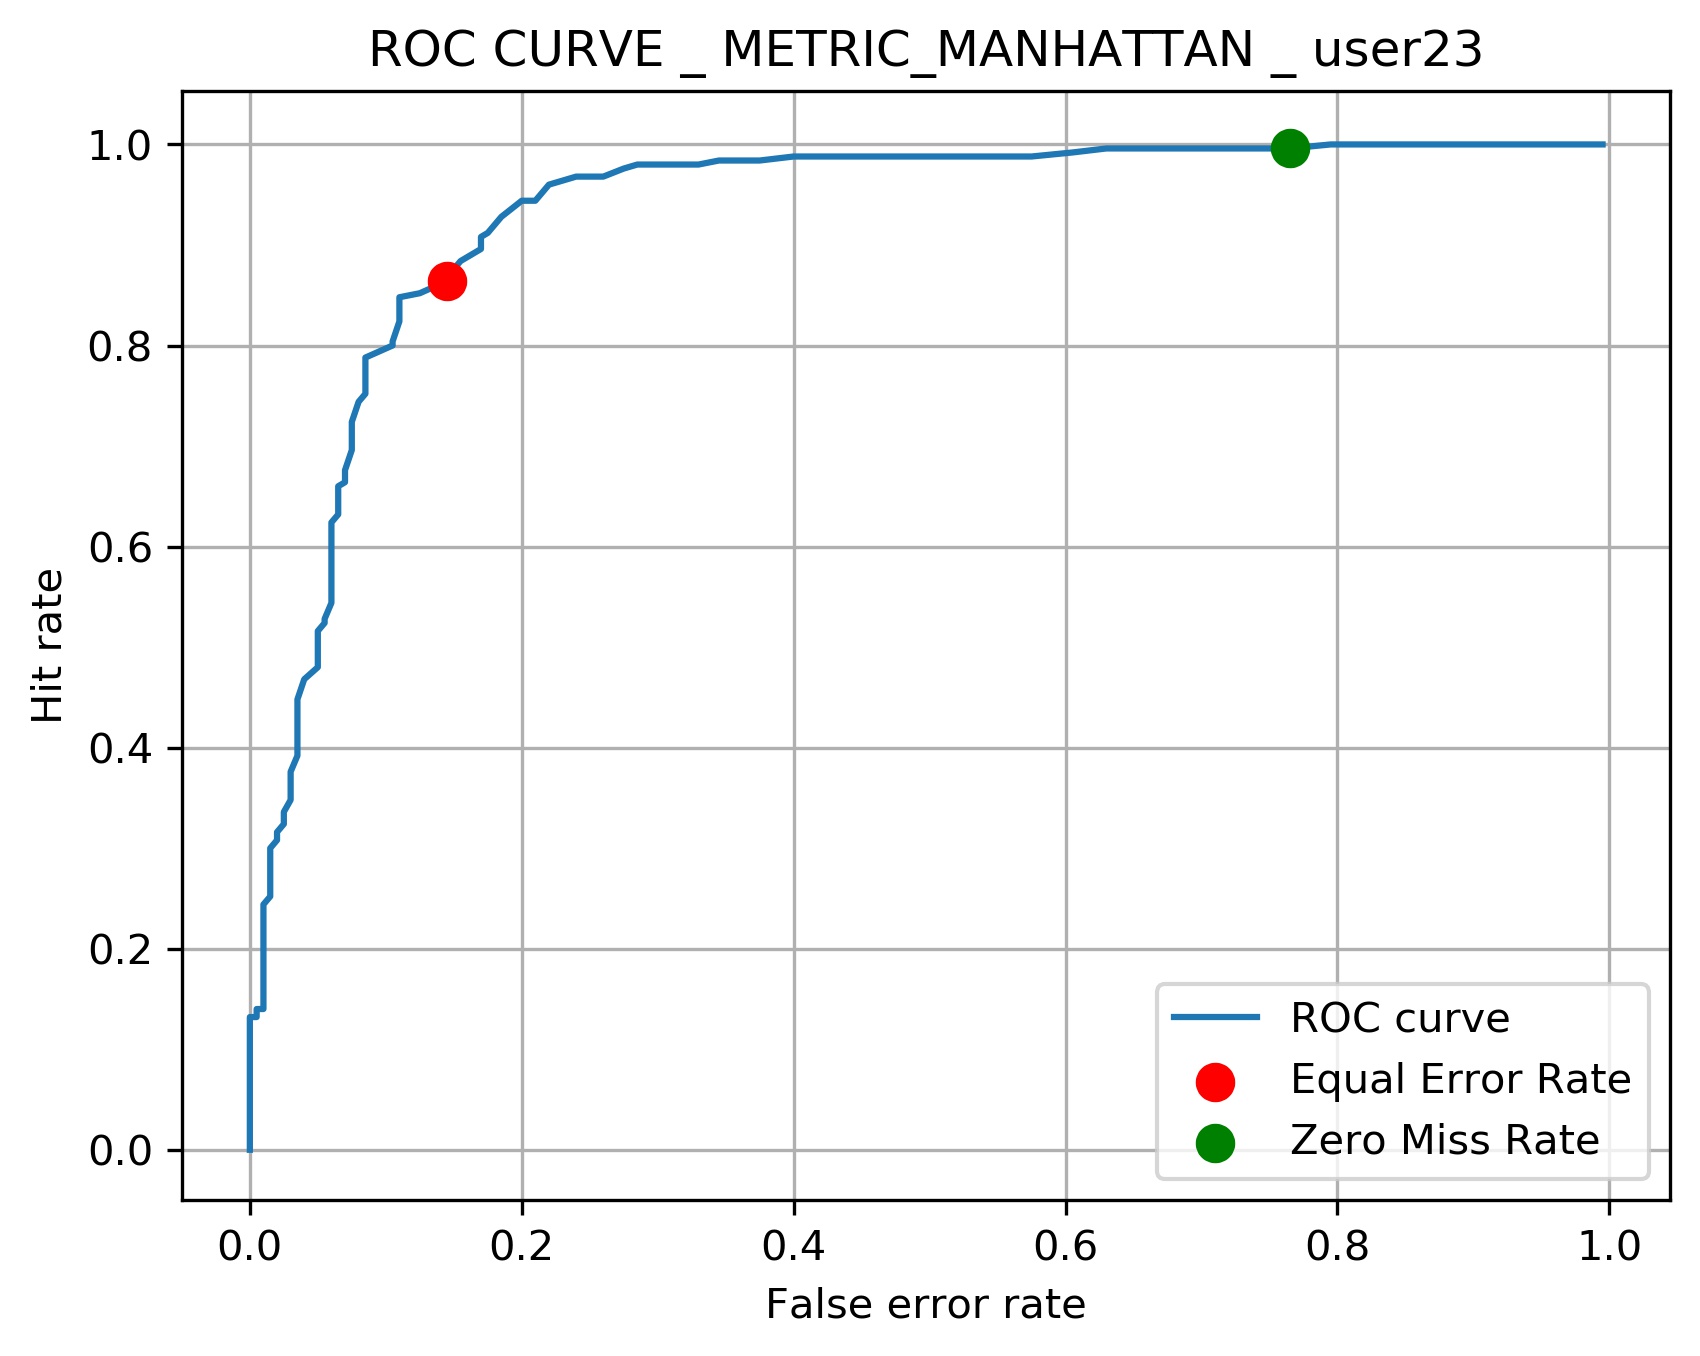 ROC CURVE _ METRIC_MANHATTAN _ user23
1.0
0.8
0.6
0.4
0.2
0.0
Hit rate
ROC curve
Equal Error Rate
Zero Miss Rate
0.0 0.2 0.4 0.6 0.8 1.0
False error rate